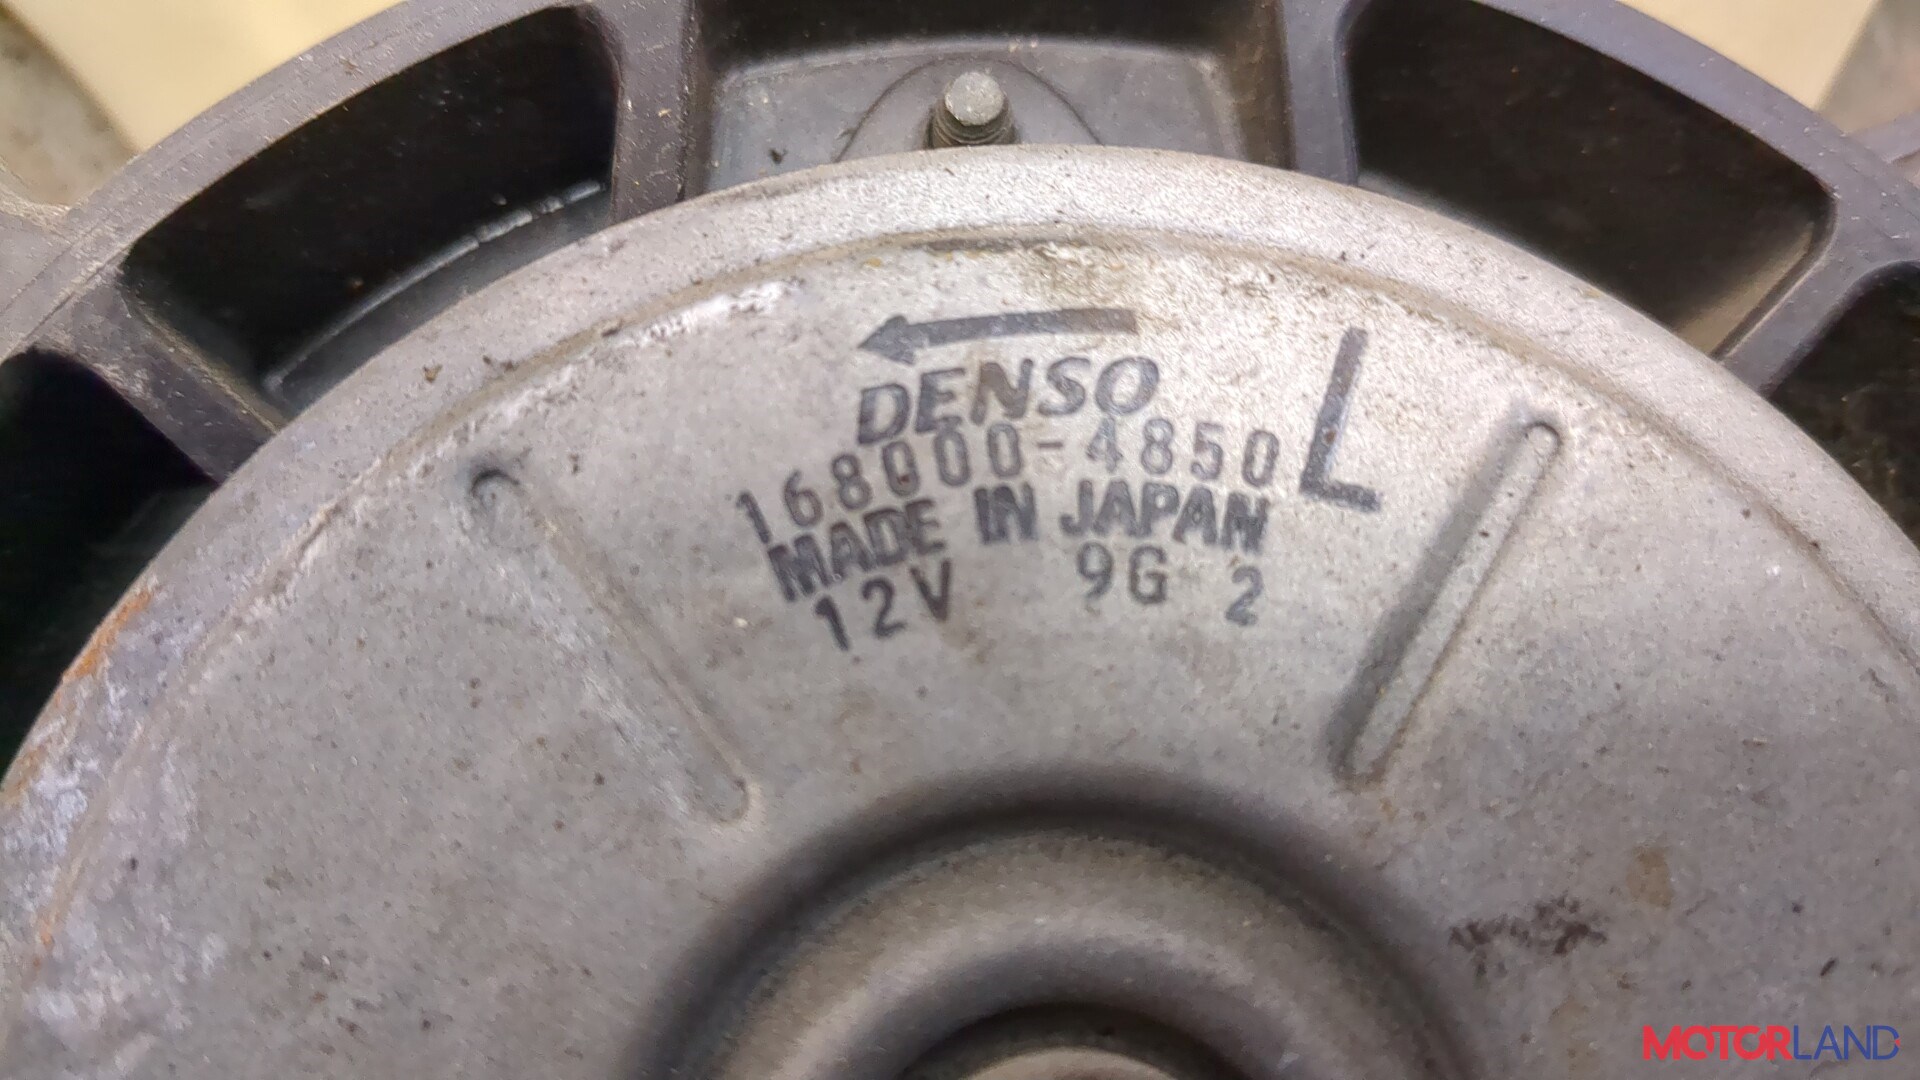 DENSO
168000-4850 L
MADE IN JAPAN
12V 9G 2
MOTORLAND